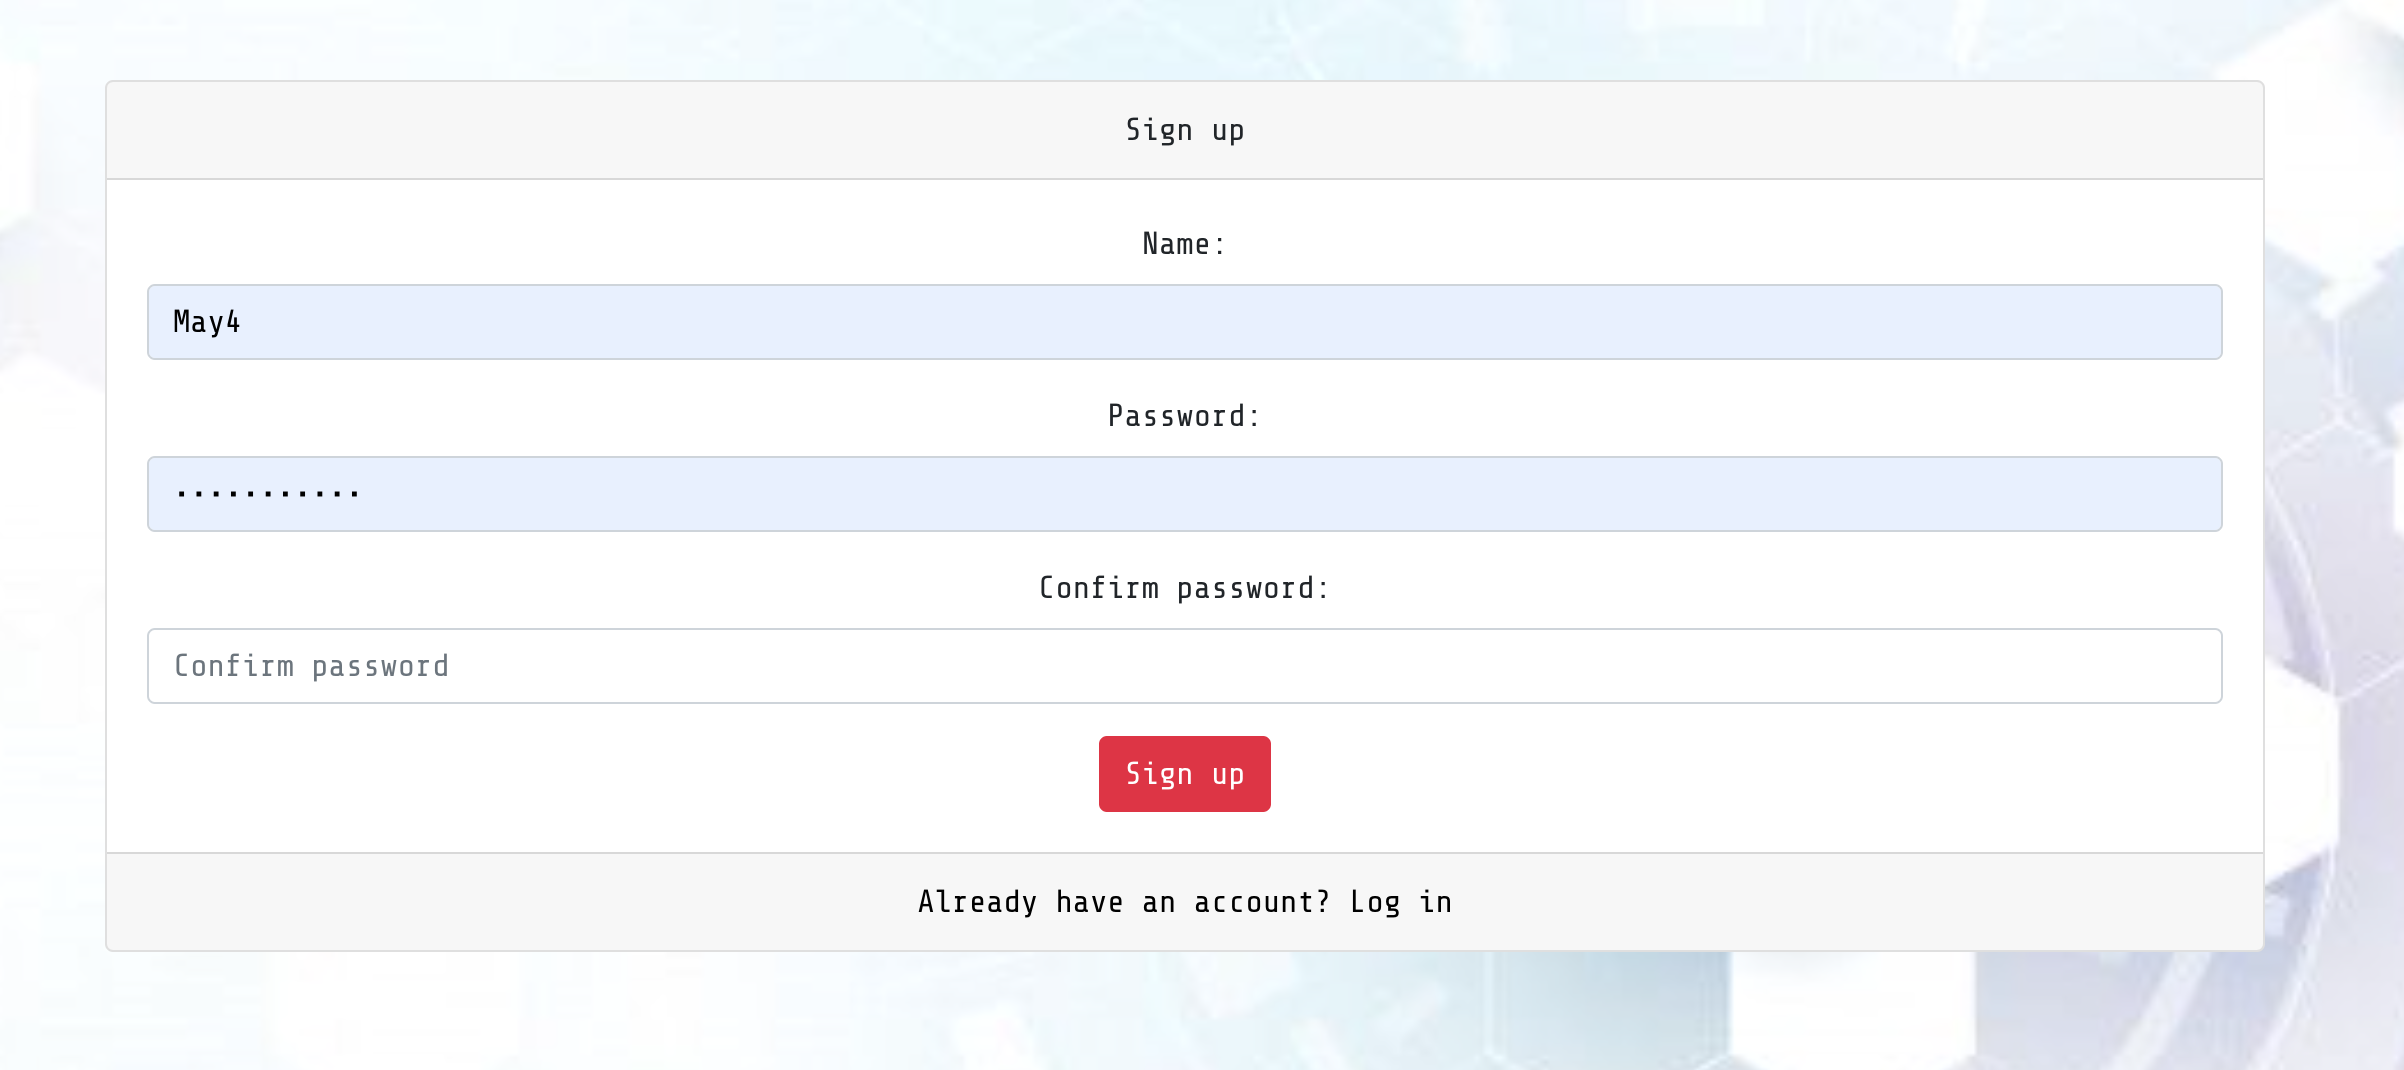 Sign up
Name:
May4
Password:
...........
Confirm password:
Confirm password
Sign up
Already have an account? Log in